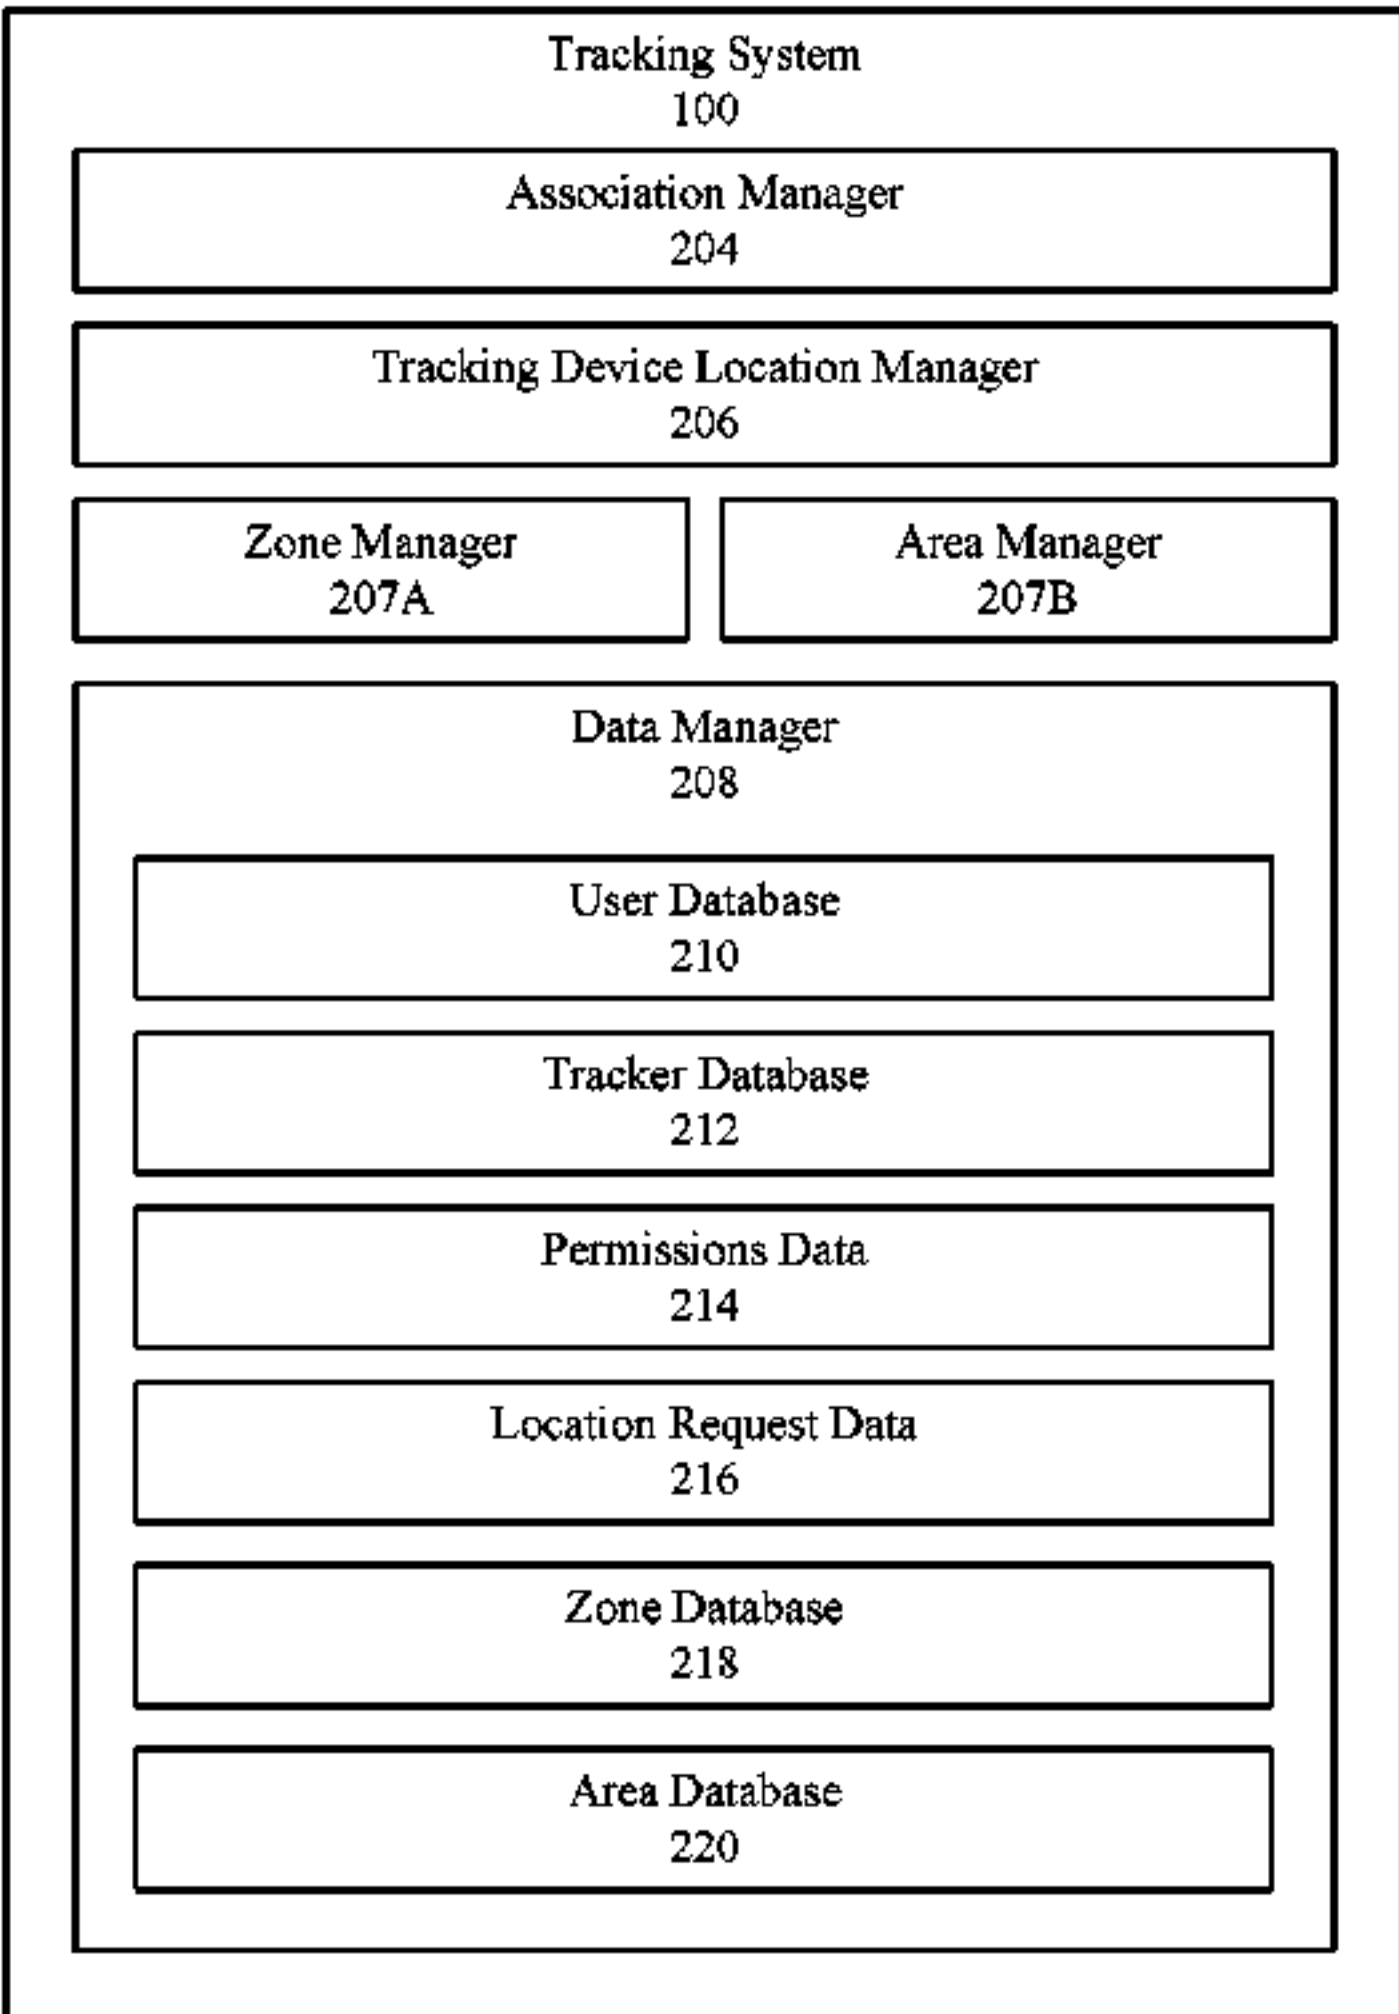 Tracking System
100
Association Manager
204
Tracking Device Location Manager
206
Zone Manager
207A
Area Manager
207B
Data Manager
208
User Database
210
Tracker Database
212
Permissions Data
214
Location Request Data
216
Zone Database
218
Area Database
220